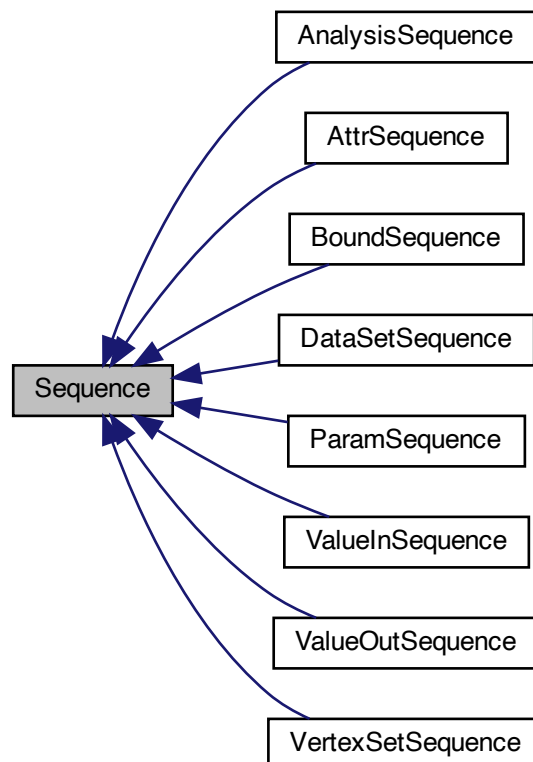 AnalysisSequence
AttrSequence
BoundSequence
DataSetSequence
Sequence
ParamSequence
ValueInSequence
ValueOutSequence
VertexSetSequence